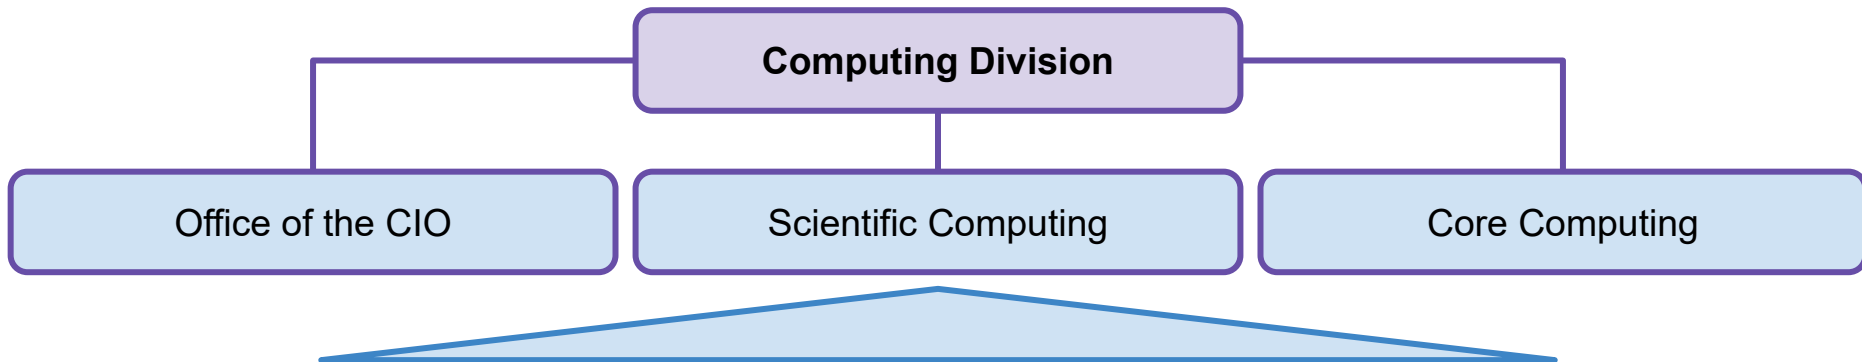 Computing Division
Office of the CIO
Scientific Computing
Core Computing